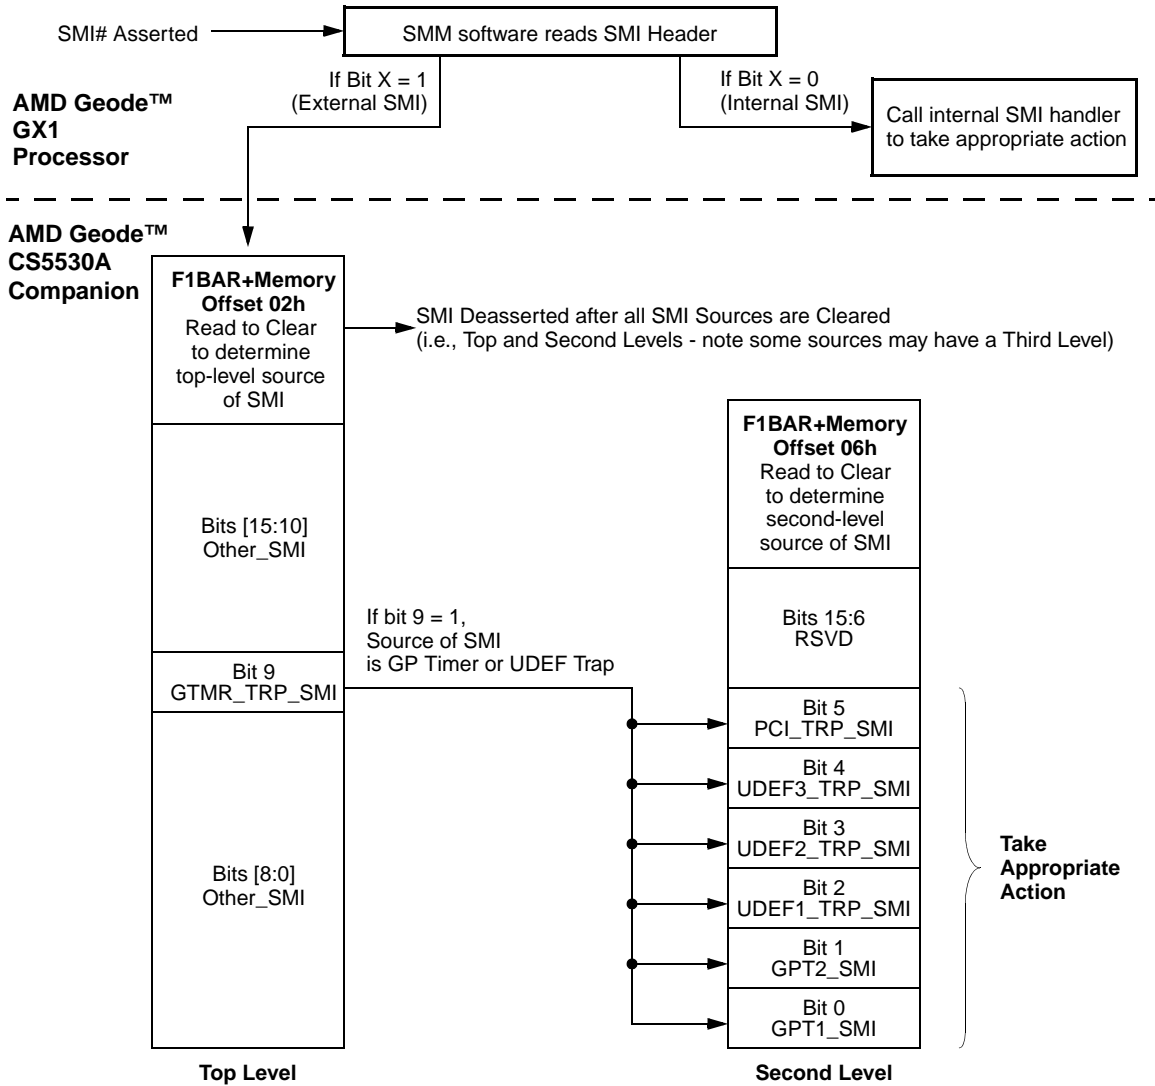 SMI# Asserted
SMM software reads SMI Header
If Bit X = 1
(External SMI)
If Bit X = 0
(Internal SMI)
AMD Geode™
GX1
Processor
Call internal SMI handler
to take appropriate action
AMD Geode™
CS5530A
Companion
F1BAR+Memory
Offset 02h
Read to Clear
to determine
top-level source
of SMI
SMI Deasserted after all SMI Sources are Cleared
(i.e., Top and Second Levels - note some sources may have a Third Level)
Bits [15:10]
Other_SMI
Bit 9
GTMR_TRP_SMI
Bits [8:0]
Other_SMI
Top Level
If bit 9 = 1,
Source of SMI
is GP Timer or UDEF Trap
F1BAR+Memory
Offset 06h
Read to Clear
to determine
second-level
source of SMI
Bits 15:6
RSVD
Bit 5
PCI_TRP_SMI
Bit 4
UDEF3_TRP_SMI
Bit 3
UDEF2_TRP_SMI
Bit 2
UDEF1_TRP_SMI
Bit 1
GPT2_SMI
Bit 0
GPT1_SMI
Second Level
Take
Appropriate
Action